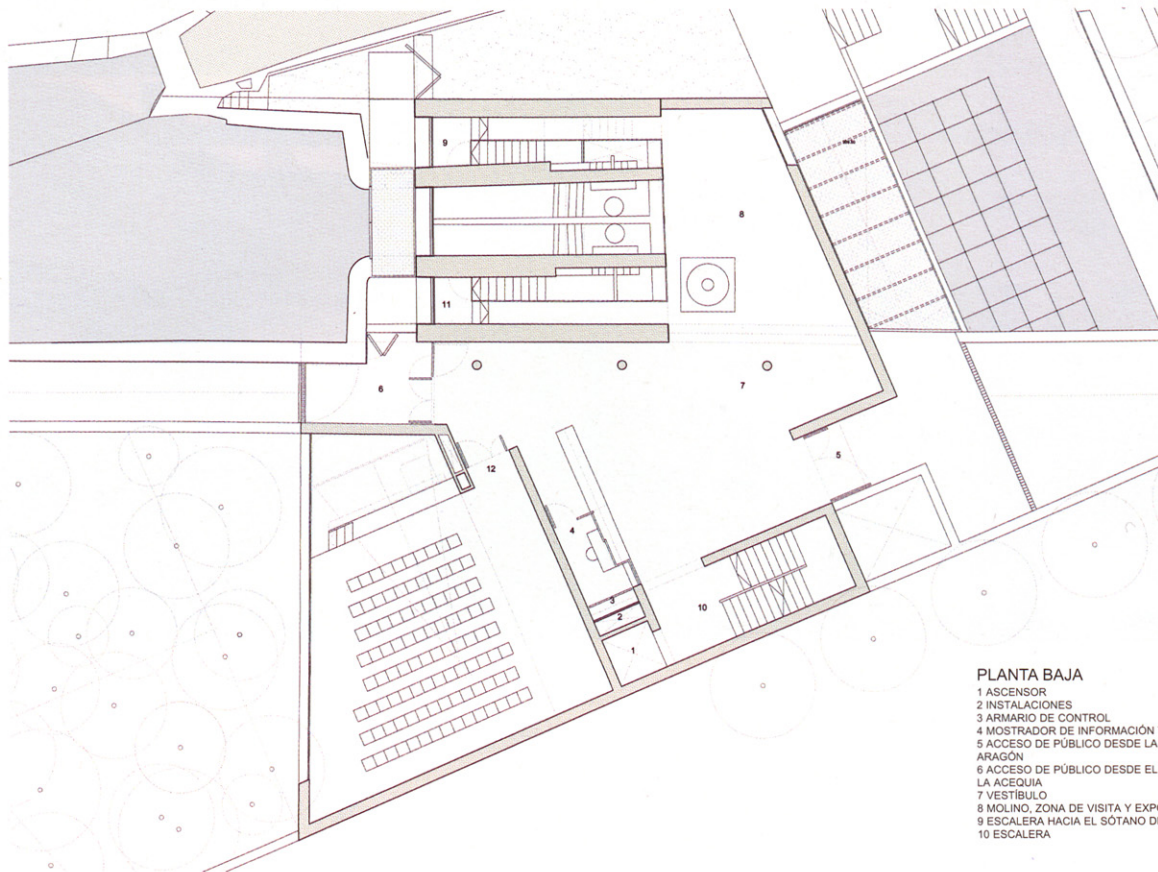 9
8
11
6
7
12
5
4
3
10
2
1
PLANTA BAJA
1 ASCENSOR
2 INSTALACIONES
3 ARMARIO DE CONTROL
4 MOSTRADOR DE INFORMACIÓN
5 ACCESO DE PÚBLICO DESDE LA
ARAGÓN
6 ACCESO DE PÚBLICO DESDE EL
LA ACEQUIA
7 VESTÍBULO
8 MOLINO, ZONA DE VISITA Y EXP
9 ESCALERA HACIA EL SÓTANO D
10 ESCALERA